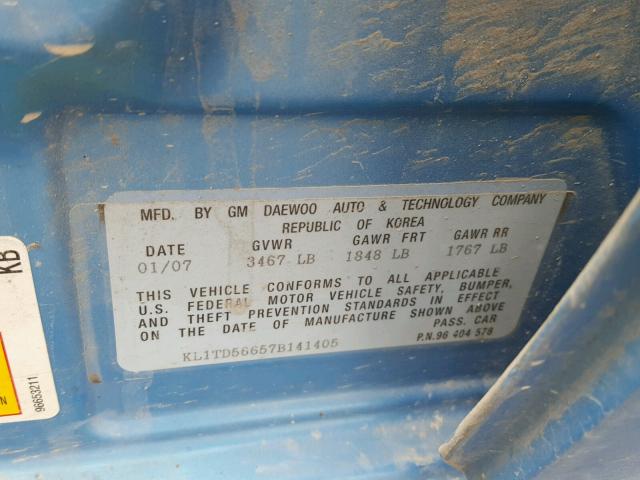 MFD. BY GM DAEWOO AUTO & TECHNOLOGY COMPANY
REPUBLIC OF KOREA
DATE GVWR GAWR FRT GAWR RR
01/07 3467 LB 1848 LB 1767 LB
THIS VEHICLE CONFORMS TO ALL APPLICABLE
U.S. FEDERAL MOTOR VEHICLE SAFETY, BUMPER,
AND THEFT PREVENTION STANDARDS IN EFFECT
ON THE DATE OF MANUFACTURE SHOWN ABOVE
PASS. CAR
KL1TD56657B141405 P.N.96 404 578
KB
96653211